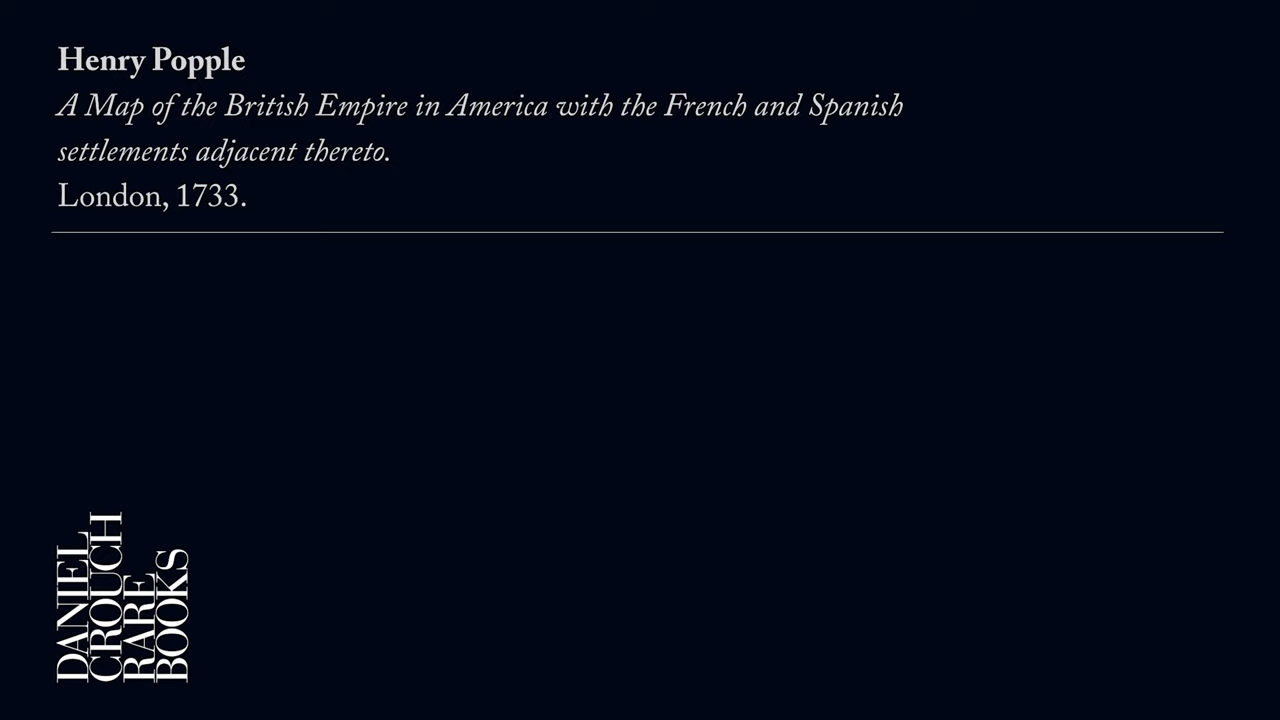 Henry Popple
A Map of the British Empire in America with the French and Spanish
settlements adjacent thereto.
London, 1733.
DANIEL
CROUCH
RARE
BOOKS